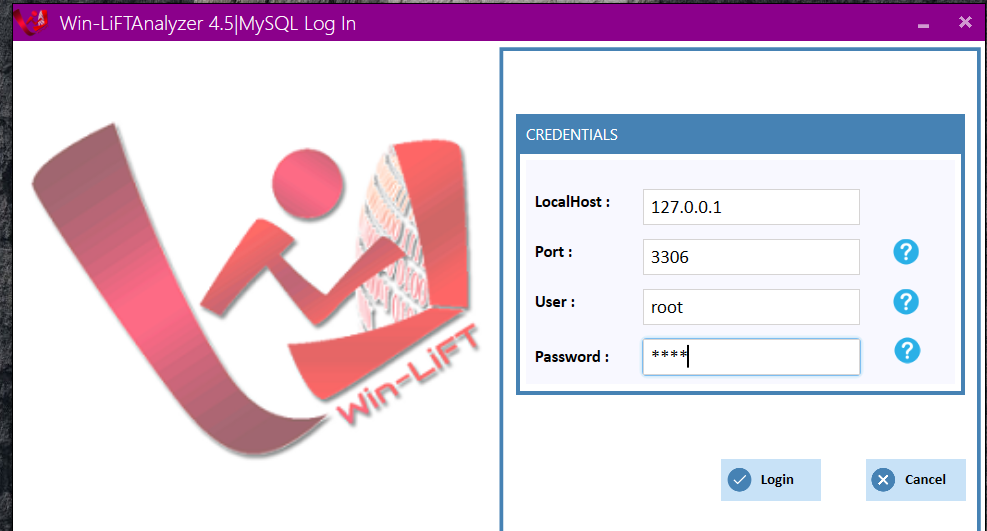 Win-LiFTAnalyzer 4.5|MySQL Log In
Win-LiFT
CREDENTIALS
LocalHost : 127.0.0.1
Port : 3306 ?
User : root ?
Password : **** ?
Login Cancel